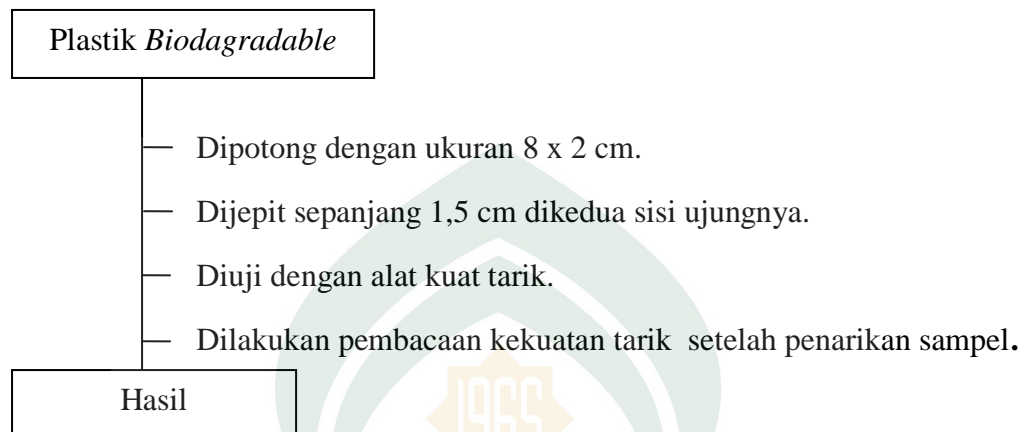 Plastik Biodagradable
Dipotong dengan ukuran 8 x 2 cm.
Dijepit sepanjang 1,5 cm dikedua sisi ujungnya.
Diuji dengan alat kuat tarik.
Dilakukan pembacaan kekuatan tarik  setelah penarikan sampel.
Hasil
1965